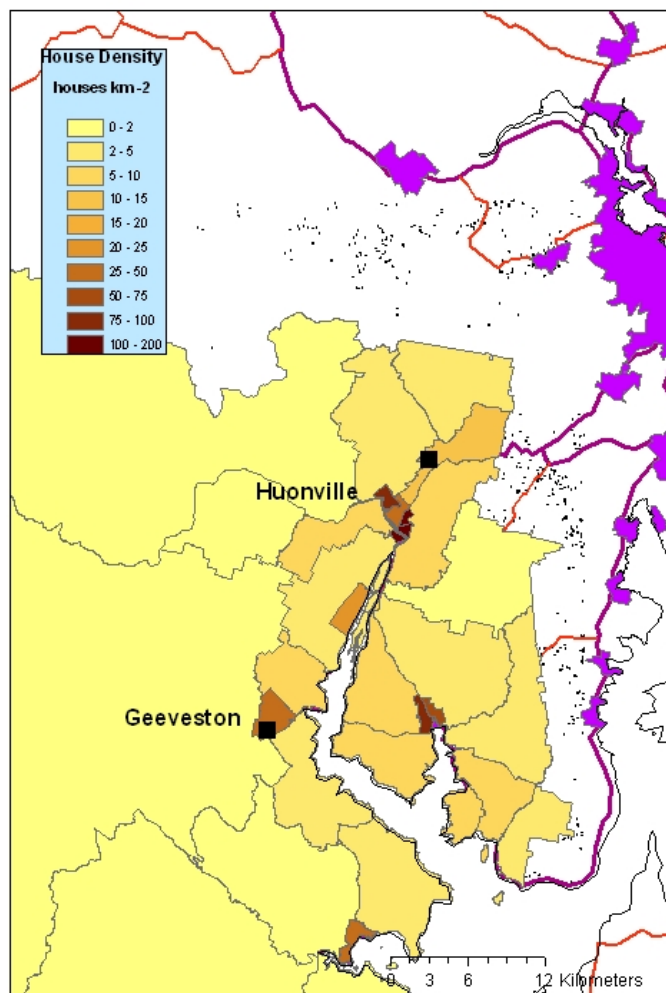 House Density
houses km-2
0 - 2
2 - 5
5 - 10
10 - 15
15 - 20
20 - 25
25 - 50
50 - 75
75 - 100
100 - 200
Huonville
Geeveston
0 3 6 12 Kilometers